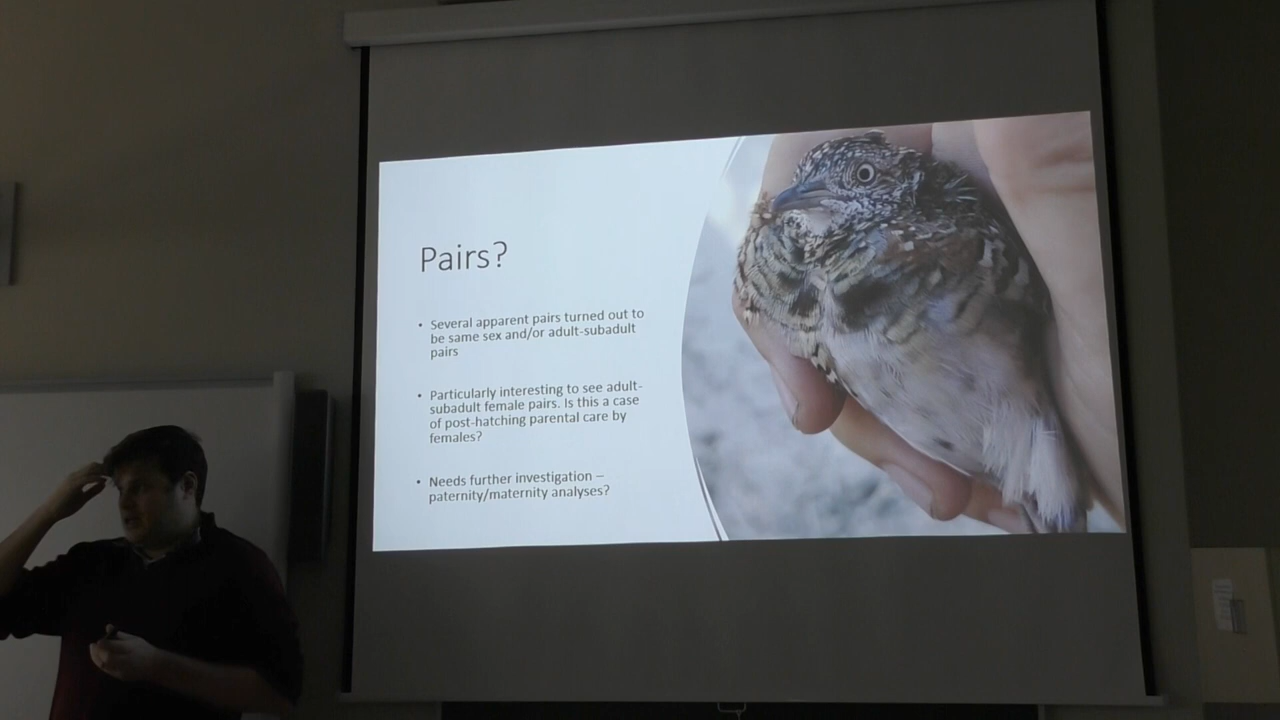 Pairs?
• Several apparent pairs turned out to
be same sex and/or adult-subadult
pairs
• Particularly interesting to see adult-
subadult female pairs. Is this a case
of post-hatching parental care by
females?
• Needs further investigation –
paternity/maternity analyses?